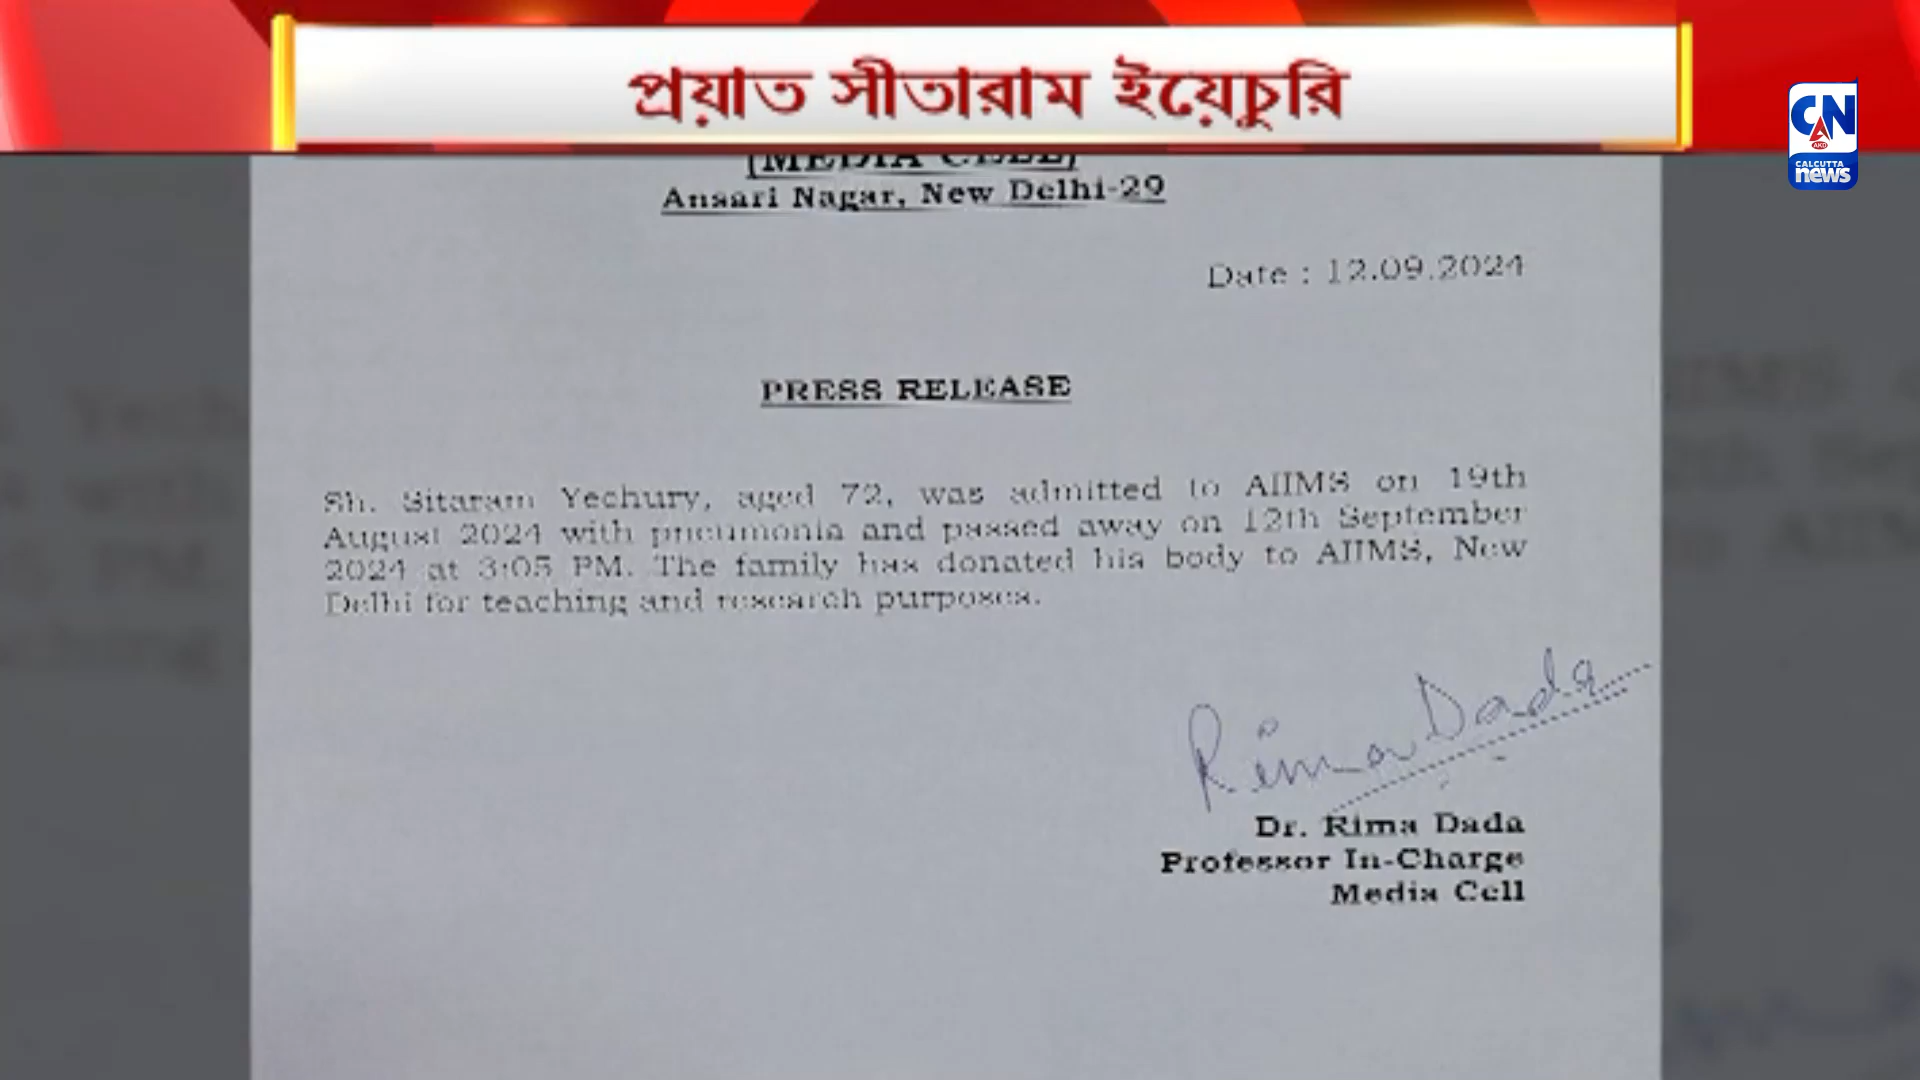 প্রয়াত সীতারাম ইয়েচুরি
CN
AKD
CALCUTTA
news
(MEDIA CELL)
Ansari Nagar, New Delhi-29
Date : 12.09.2024
PRESS RELEASE
Sh. Sitaram Yechury, aged 72, was admitted to AIIMS on 19th
August 2024 with pneumonia and passed away on 12th September
2024 at 3:05 PM. The family has donated his body to AIIMS, New
Delhi for teaching and research purposes.
Rima Dada
Dr. Rima Dada
Professor In-Charge
Media Cell